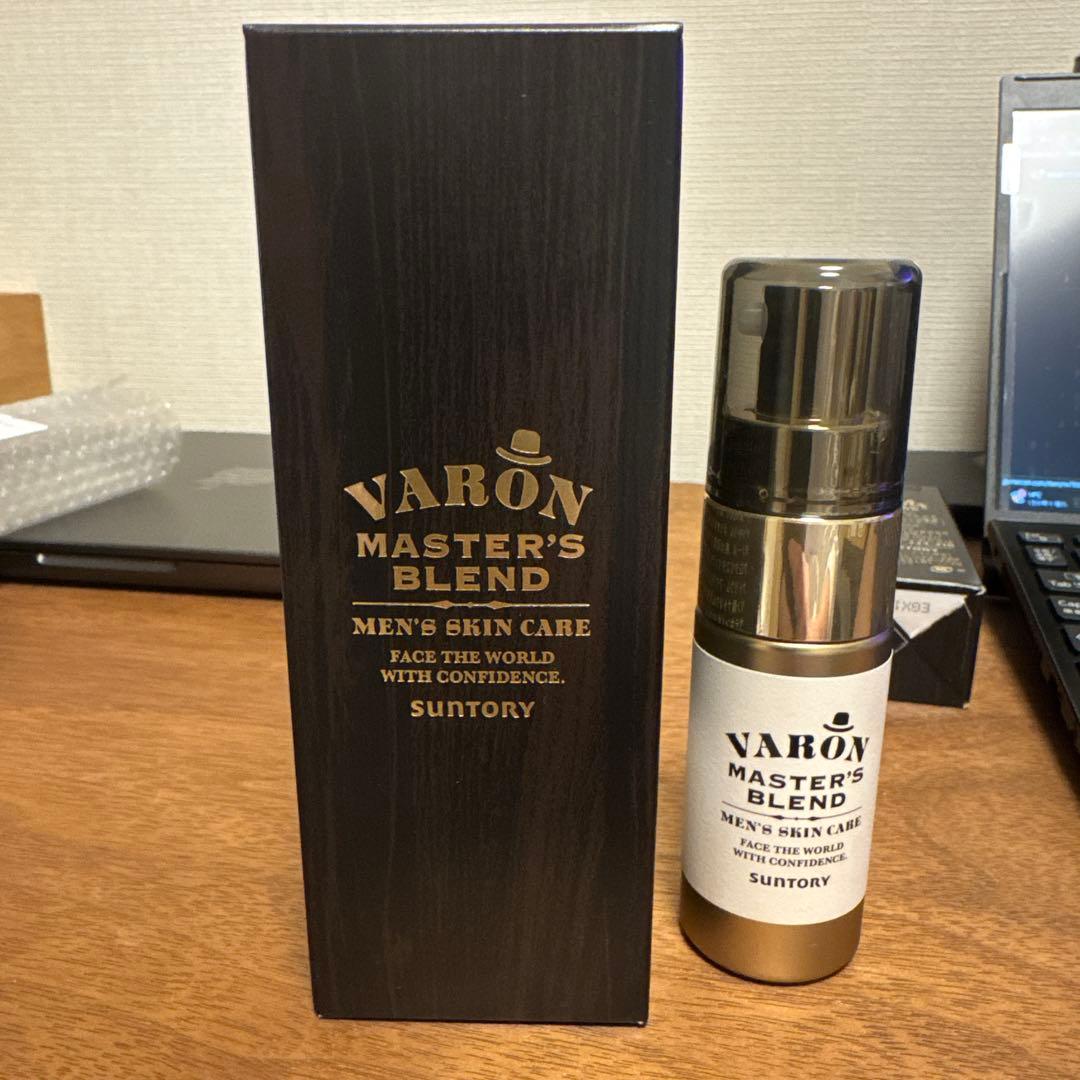 VARON
MASTER'S
BLEND
MEN'S SKIN CARE
FACE THE WORLD
WITH CONFIDENCE.
SUNTORY
VARON
MASTER'S
BLEND
MEN'S SKIN CARE
FACE THE WORLD
WITH CONFIDENCE.
SUNTORY
Tab